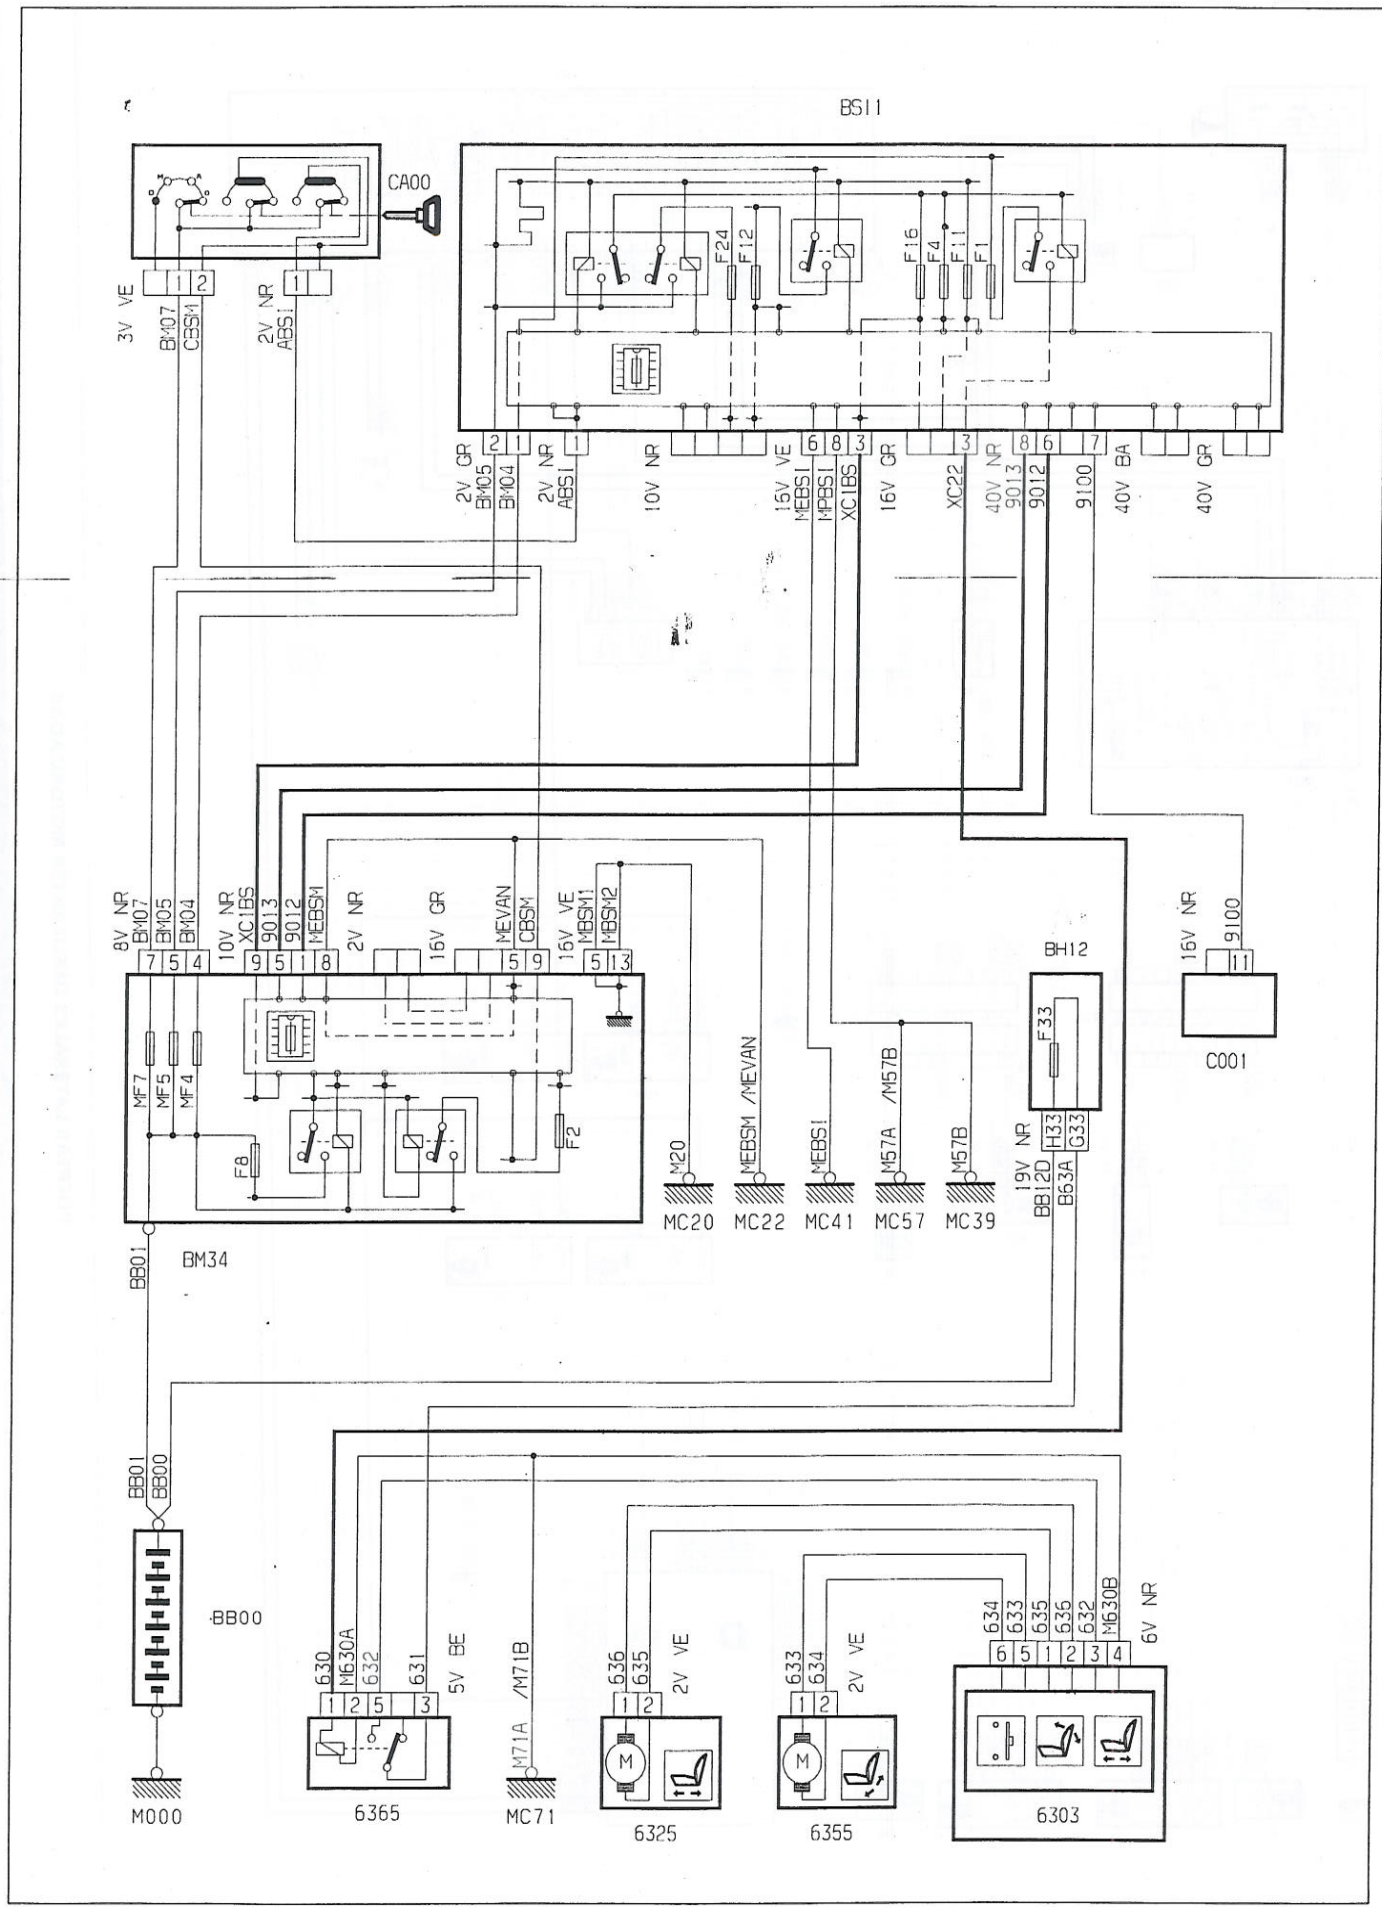 BSI1
CA00
M A
D
F24
F12
F16
F4
F11
F1
1 2
1
3V VE
BM07
CBSM
2V NR
ABSI
2 1
1
6 8 3
3
8 6
7
2V GR
BM05
BM04
2V NR
ABSI
10V NR
16V VE
MEBSI
MPBSI
XC1BS
16V GR
XC22
40V NR
9013
9012
9100
40V BA
40V GR
8V NR
BM07
BM05
BM04
10V NR
XC1BS
9013
9012
MEBSM
2V NR
16V GR
MEVAN
CBSM
16V VE
MBSM1
MBSM2
16V NR
9100
7 5 4
9 5 1 8
5 9
5 13
BH12
11
F33
C001
MF7
MF5
MF4
F8
F2
M20
MEBSM /MEVAN
MEBSI
M57A /M57B
M57B
19V NR
H33
G33
BB12D
B63A
MC20
MC22
MC41
MC57
MC39
BB01
BM34
BB01
BB00
BB00
630
M630A
632
631
5V BE
M71A /M71B
636
635
2V VE
633
634
2V VE
634
633
635
636
632
M630B
6V NR
6 5 1 2 3 4
1 2 5 3
1 2
1 2
M
M
M000
6365
MC71
6325
6355
6303